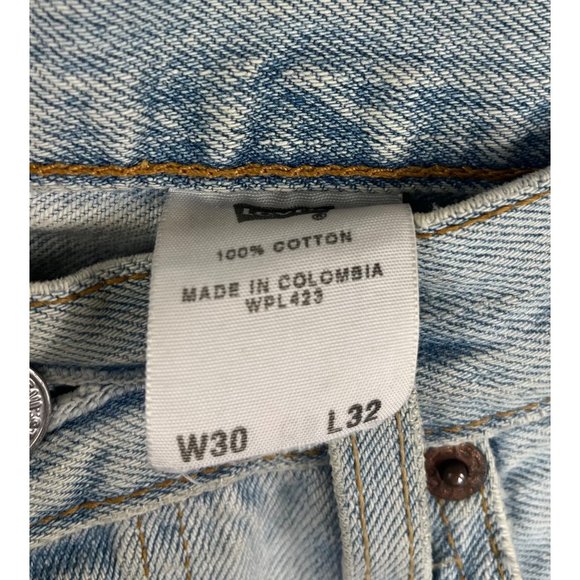 100% COTTON
MADE IN COLOMBIA
WPL423
W30 L32